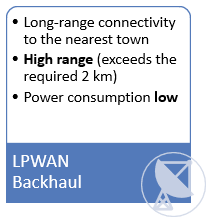 • Long-range connectivity
to the nearest town
• High range (exceeds the
required 2 km)
• Power consumption low
LPWAN
Backhaul